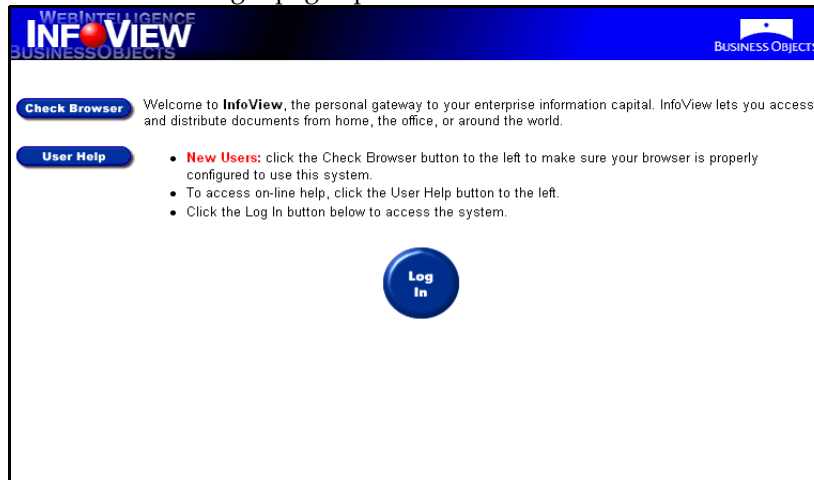 WEBINTELLIGENCE
INFOVIEW
BUSINESSOBJECTS
BUSINESS OBJECTS
Check Browser
Welcome to InfoView, the personal gateway to your enterprise information capital. InfoView lets you access
and distribute documents from home, the office, or around the world.
User Help
• New Users: click the Check Browser button to the left to make sure your browser is properly
configured to use this system.
• To access on-line help, click the User Help button to the left.
• Click the Log In button below to access the system.
Log
In